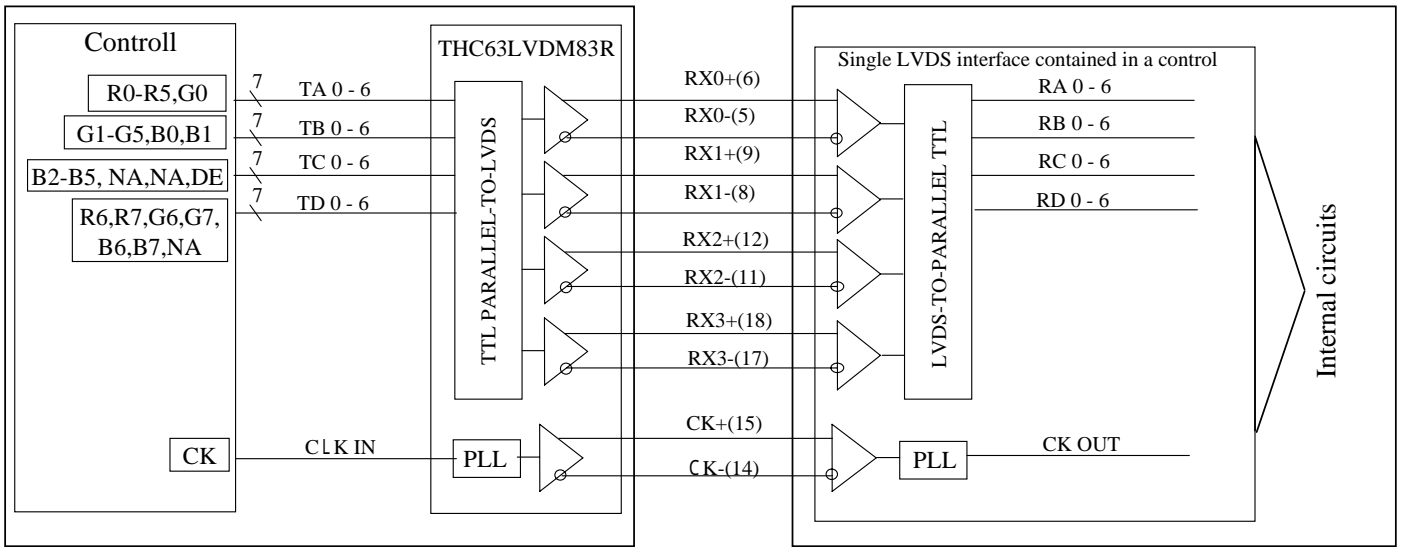 Controll
THC63LVDM83R
Single LVDS interface contained in a control
R0-R5,G0
7
TA 0 - 6
RX0+(6)
RA 0 - 6
G1-G5,B0,B1
7
TB 0 - 6
RX0-(5)
RB 0 - 6
B2-B5, NA,NA,DE
7
TC 0 - 6
RX1+(9)
RC 0 - 6
R6,R7,G6,G7,
B6,B7,NA
7
TD 0 - 6
RX1-(8)
RD 0 - 6
TTL PARALLEL-TO-LVDS
RX2+(12)
RX2-(11)
RX3+(18)
RX3-(17)
LVDS-TO-PARALLEL TTL
Internal circuits
CK
CLK IN
PLL
CK+(15)
CK-(14)
PLL
CK OUT